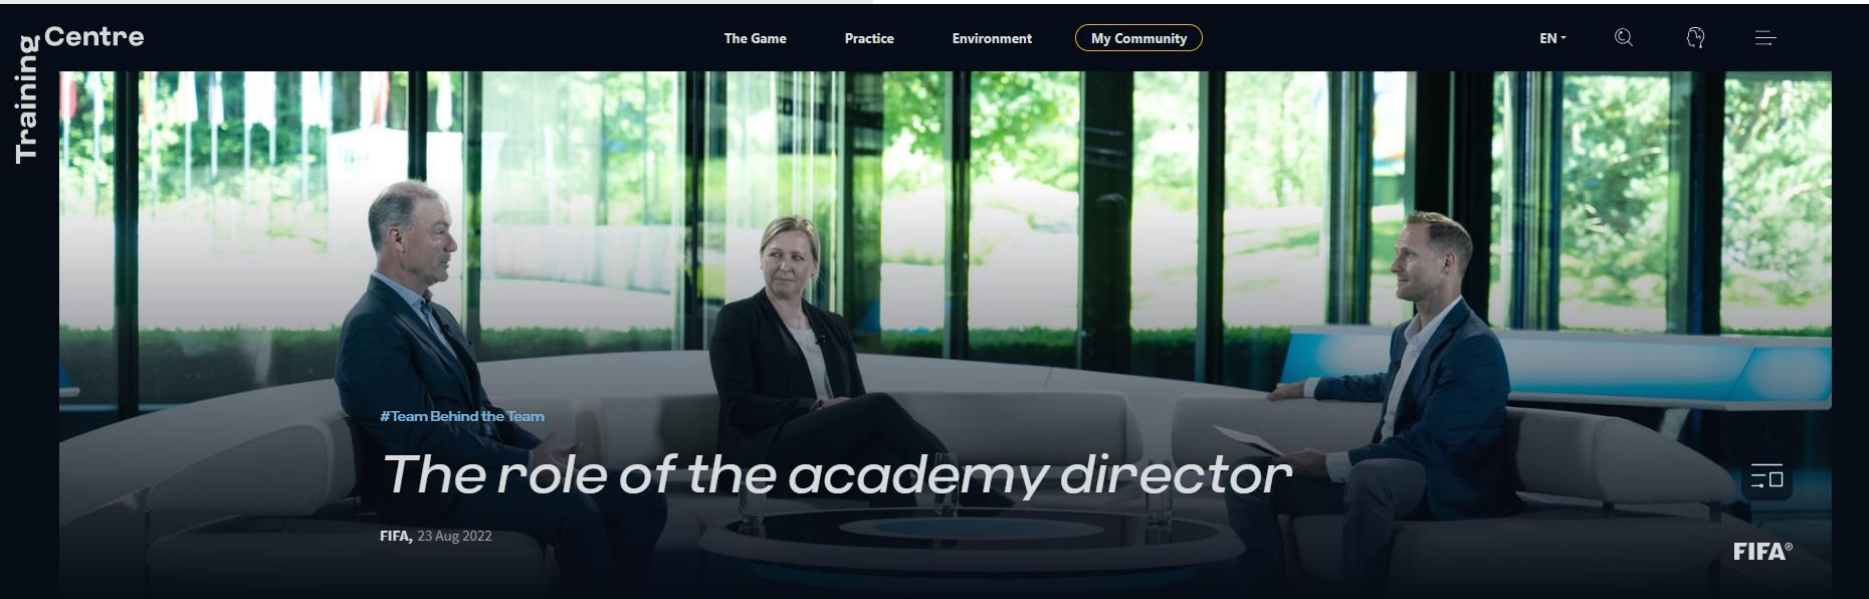 Training
Centre
The Game
Practice
Environment
My Community
EN
#Team Behind the Team
The role of the academy director
FIFA, 23 Aug 2022
FIFA®